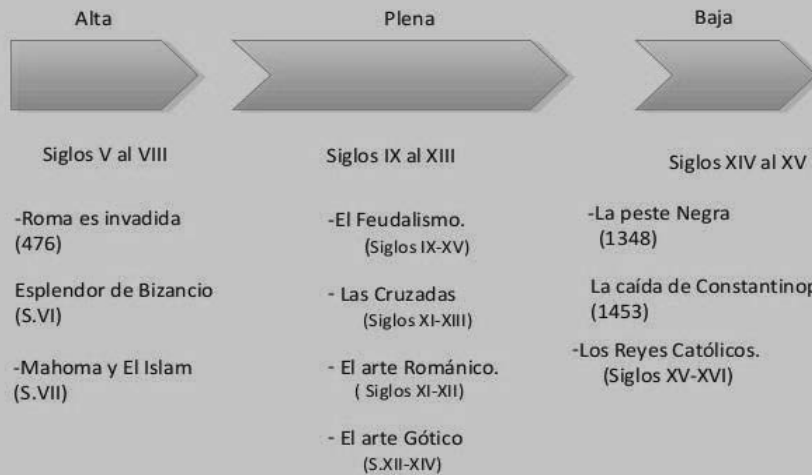 Alta
Siglos V al VIII
-Roma es invadida
(476)
Esplendor de Bizancio
(S.VI)
-Mahoma y El Islam
(S.VII)
Plena
Siglos IX al XIII
-El Feudalismo.
(Siglos IX-XV)
- Las Cruzadas
(Siglos XI-XIII)
- El arte Románico.
( Siglos XI-XII)
- El arte Gótico
(S.XII-XIV)
Baja
Siglos XIV al XV
-La peste Negra
(1348)
La caída de Constantinop
(1453)
-Los Reyes Católicos.
(Siglos XV-XVI)